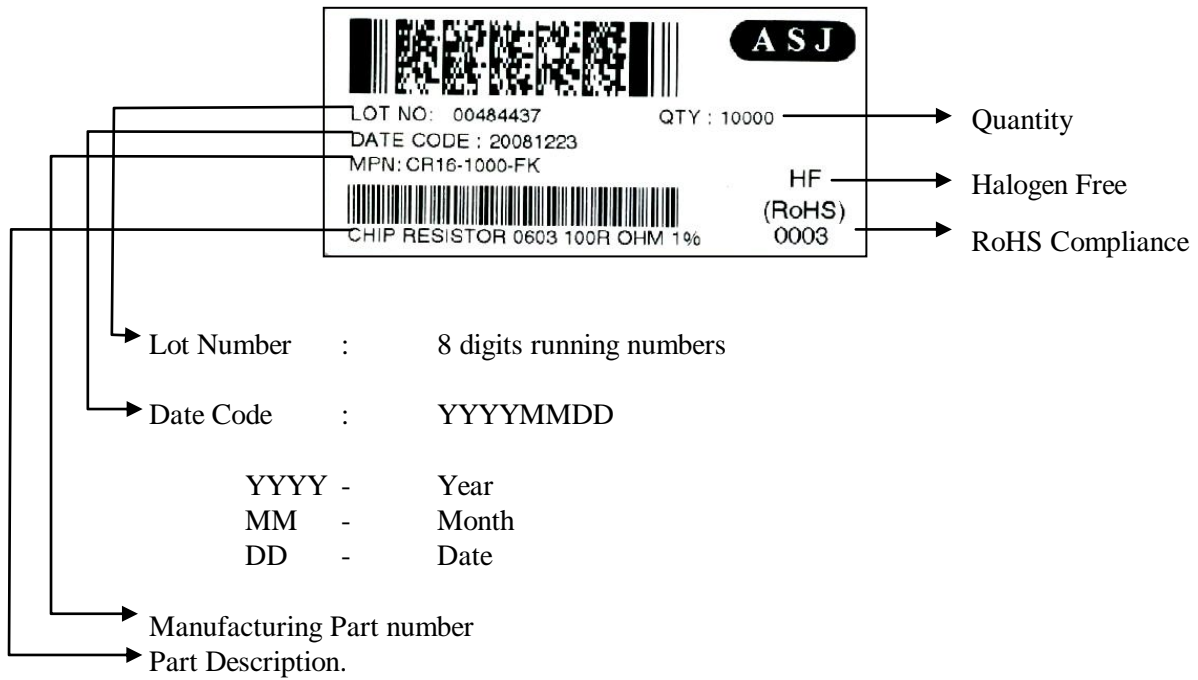 ASJ
LOT NO: 00484437 QTY : 10000
Quantity
DATE CODE : 20081223
MPN: CR16-1000-FK
HF
Halogen Free
(RoHS)
CHIP RESISTOR 0603 100R OHM 1% 0003
RoHS Compliance
Lot Number : 8 digits running numbers
Date Code : YYYYMMDD
YYYY - Year
MM - Month
DD - Date
Manufacturing Part number
Part Description.